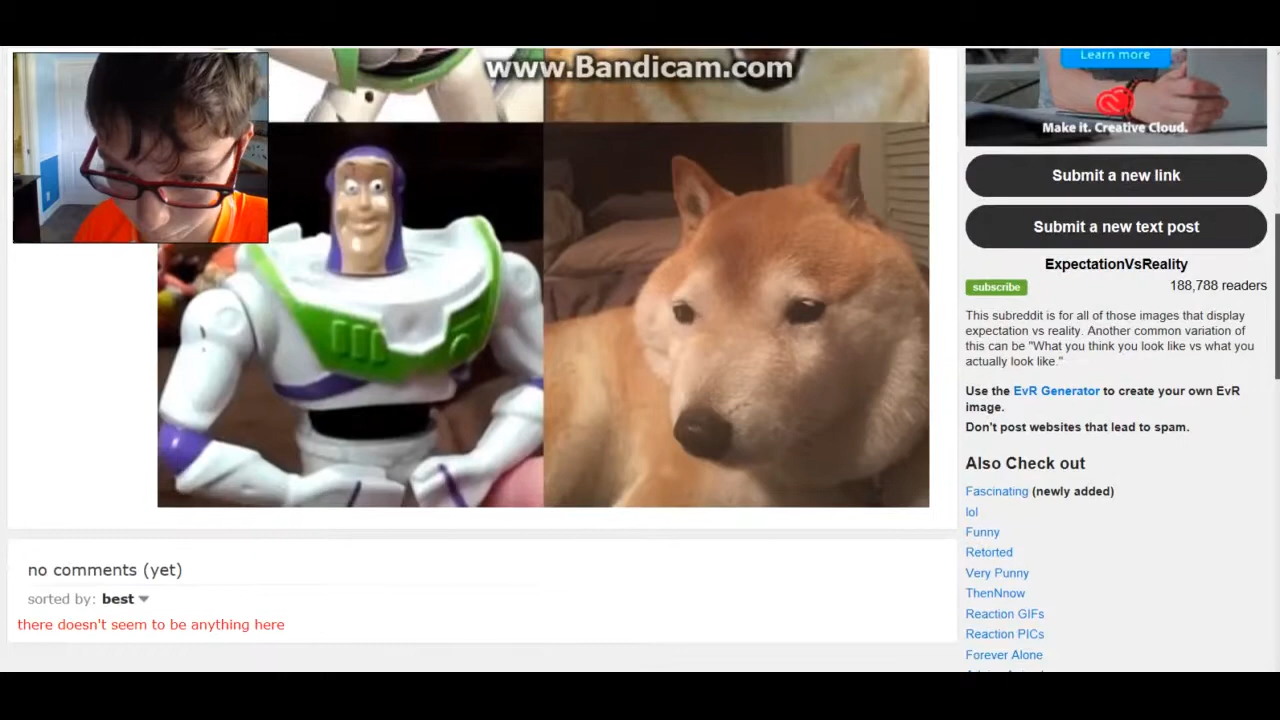 www.Bandicam.com
Learn more
Make it. Creative Cloud.
Submit a new link
Submit a new text post
ExpectationVsReality
subscribe
188,788 readers
This subreddit is for all of those images that display
expectation vs reality. Another common variation of
this can be "What you think you look like vs what you
actually look like."
Use the EvR Generator to create your own EvR
image.
Don't post websites that lead to spam.
Also Check out
Fascinating (newly added)
lol
Funny
Retorted
Very Punny
ThenNnow
Reaction GIFs
Reaction PICs
Forever Alone
no comments (yet)
sorted by: best
there doesn't seem to be anything here